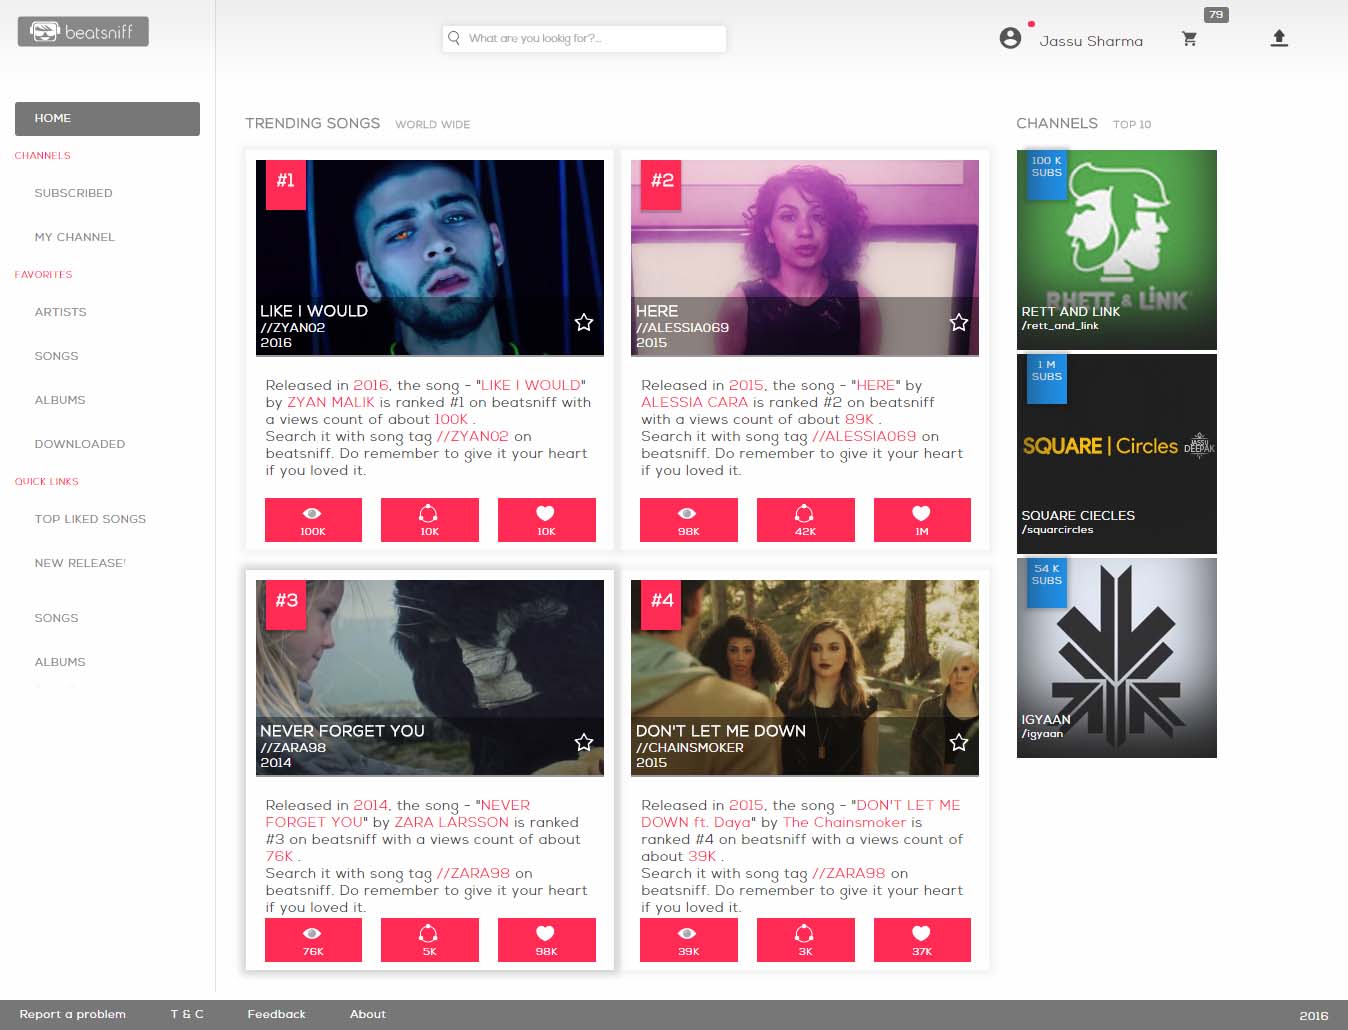 beatsniff
What are you lookig for?...
Jassu Sharma
79
HOME
CHANNELS
SUBSCRIBED
MY CHANNEL
FAVORITES
ARTISTS
SONGS
ALBUMS
DOWNLOADED
QUICK LINKS
TOP LIKED SONGS
NEW RELEASE'
SONGS
ALBUMS
TRENDING SONGS WORLD WIDE
#1
LIKE I WOULD
//ZYAN02
2016
Released in 2016, the song - "LIKE I WOULD"
by ZYAN MALIK is ranked #1 on beatsniff with
a views count of about 100K .
Search it with song tag //ZYAN02 on
beatsniff. Do remember to give it your heart
if you loved it.
100K 10K 10K
#2
HERE
//ALESSIA069
2015
Released in 2015, the song - "HERE" by
ALESSIA CARA is ranked #2 on beatsniff
with a views count of about 89K .
Search it with song tag //ALESSIA069 on
beatsniff. Do remember to give it your heart
if you loved it.
98K 42K 1M
#3
NEVER FORGET YOU
//ZARA98
2014
Released in 2014, the song - "NEVER
FORGET YOU" by ZARA LARSSON is ranked
#3 on beatsniff with a views count of about
76K .
Search it with song tag //ZARA98 on
beatsniff. Do remember to give it your heart
if you loved it.
76K 5K 98K
#4
DON'T LET ME DOWN
//CHAINSMOKER
2015
Released in 2015, the song - "DON'T LET ME
DOWN ft. Daya" by The Chainsmoker is
ranked #4 on beatsniff with a views count of
about 39K .
Search it with song tag //ZARA98 on
beatsniff. Do remember to give it your heart
if you loved it.
39K 3K 37K
CHANNELS TOP 10
100 K
SUBS
RHETT & LINK
RETT AND LINK
/rett_and_link
1 M
SUBS
SQUARE | Circles
JASSU
DEEPAK
SQUARE CIECLES
/squarcircles
54 K
SUBS
IGYAAN
/igyaan
Report a problem T & C Feedback About 2016